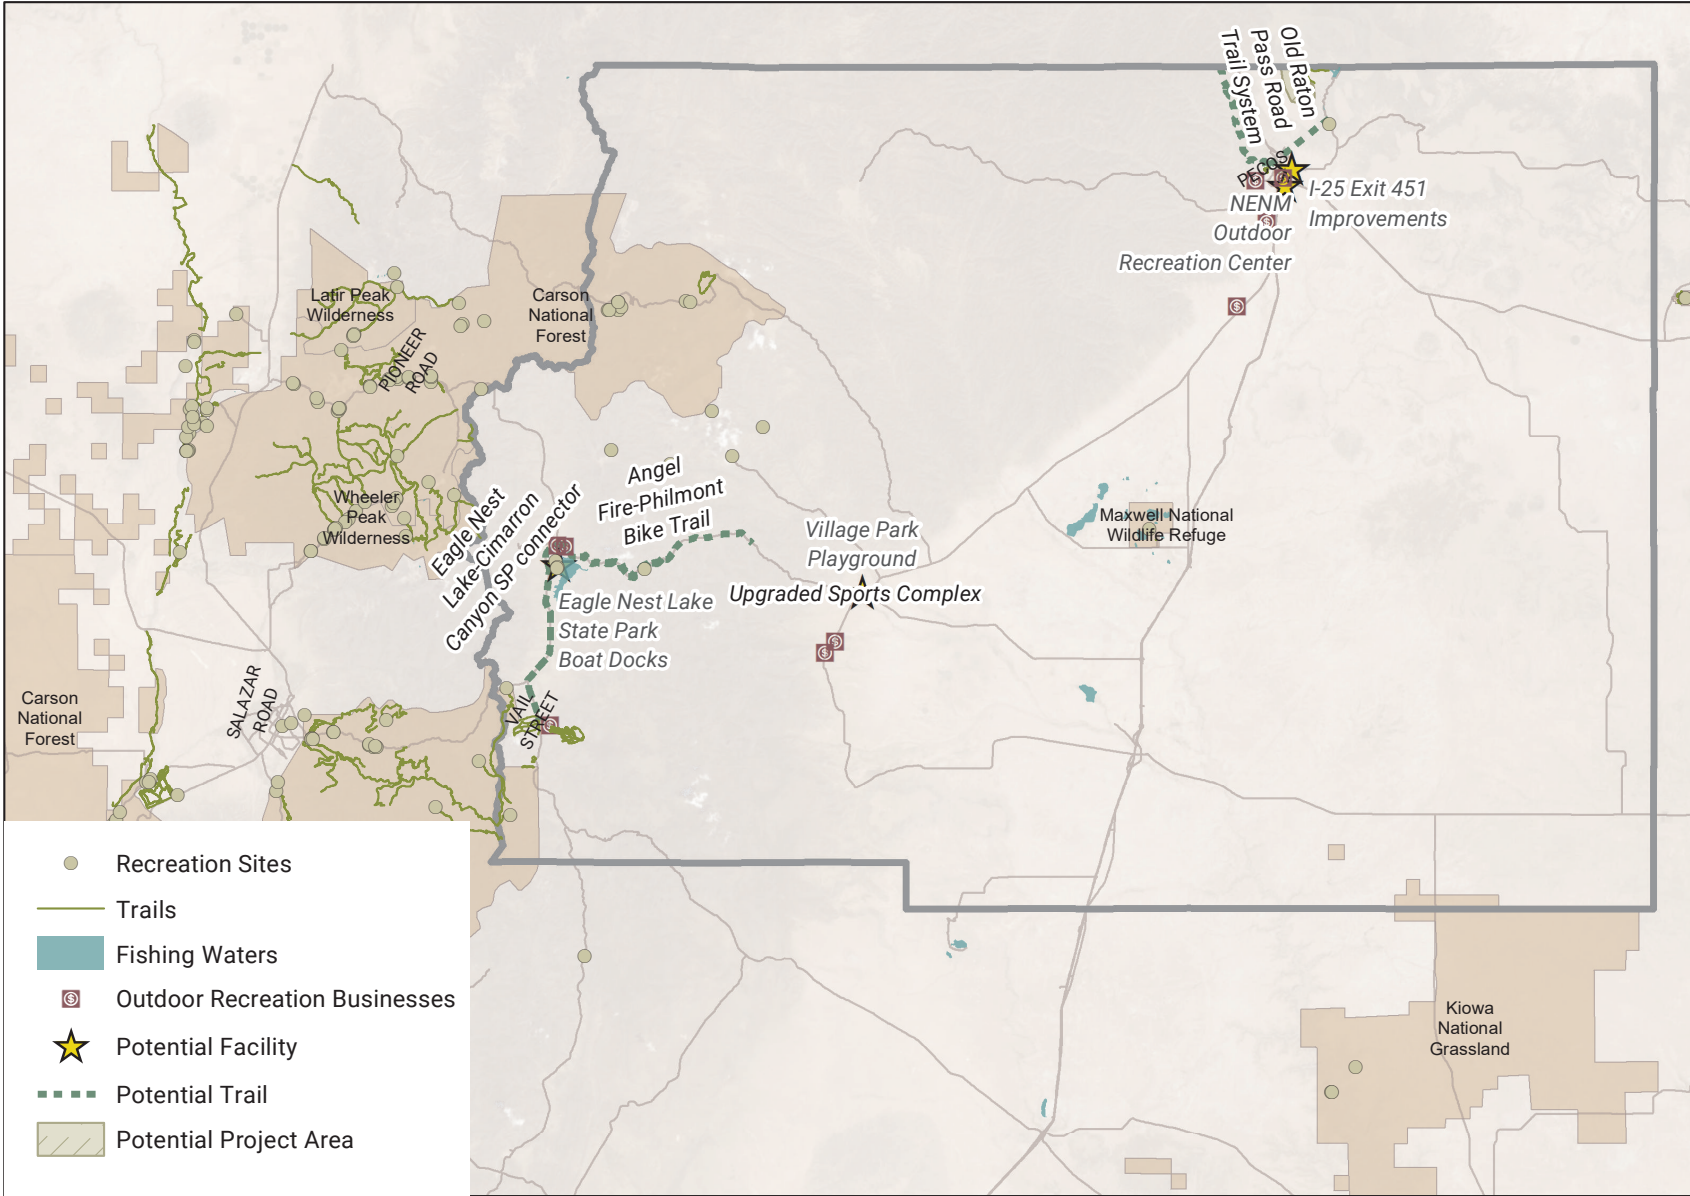 Old Raton
Pass Road
Trail System
PECOS
I-25 Exit 451
Improvements
NENM
Outdoor
Recreation Center
Latir Peak
Wilderness
Carson
National
Forest
PIONEER
ROAD
Angel
Fire-Philmont
Bike Trail
Wheeler
Peak
Wilderness
Eagle Nest
Lake-Cimarron
Canyon SP connector
Village Park
Playground
Upgraded Sports Complex
Maxwell National
Wildlife Refuge
Eagle Nest Lake
State Park
Boat Docks
VAIL
STREET
SALAZAR
ROAD
Carson
National
Forest
Kiowa
National
Grassland
Recreation Sites
Trails
Fishing Waters
Outdoor Recreation Businesses
Potential Facility
Potential Trail
Potential Project Area